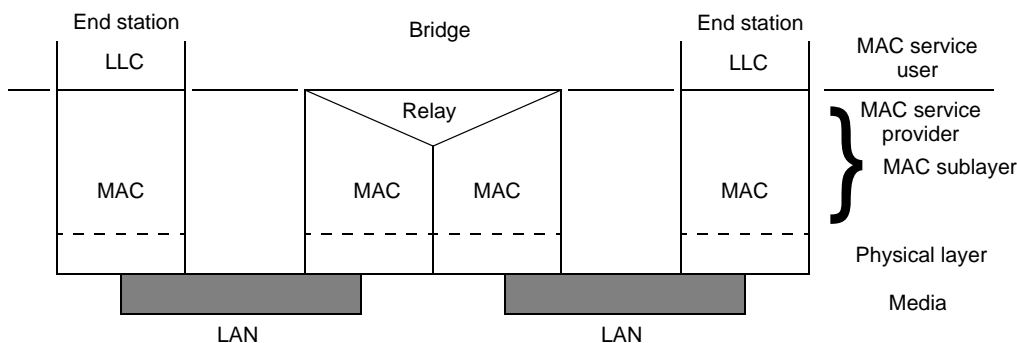 End station
Bridge
End station
LLC
LLC
MAC service
user
Relay
MAC service
provider
MAC sublayer
MAC
MAC
MAC
MAC
Physical layer
Media
LAN
LAN